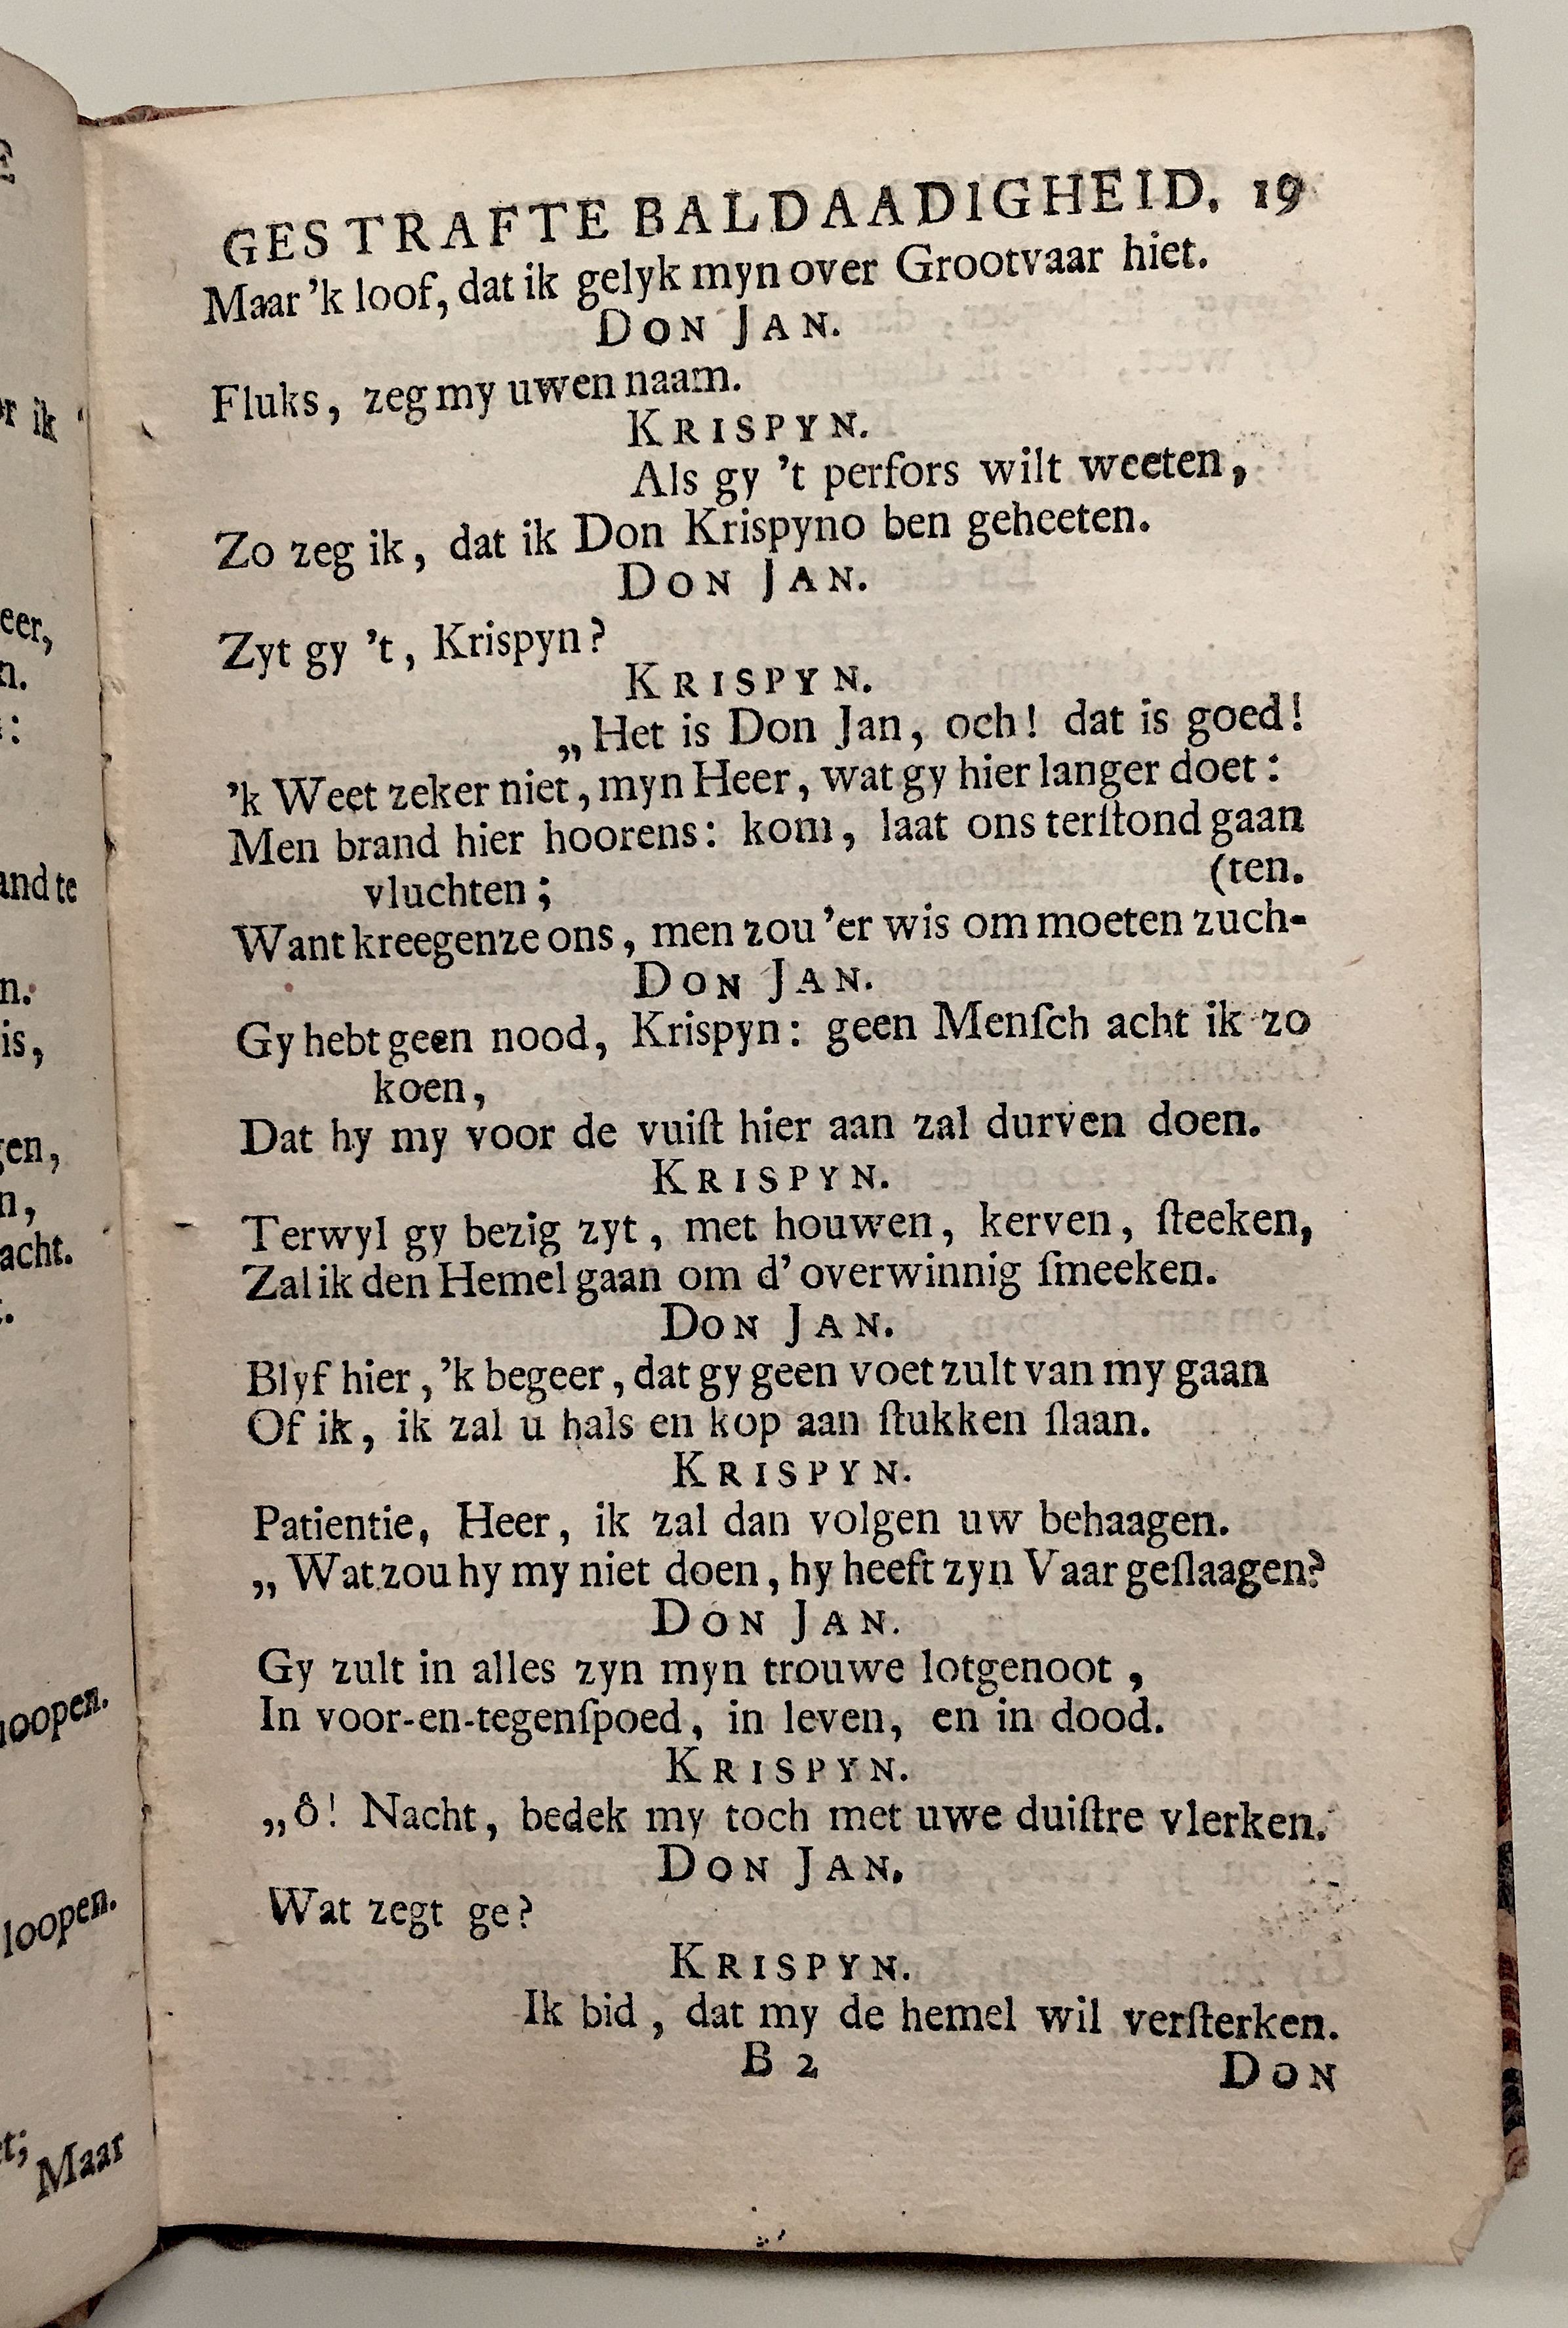 GESTRAFTE BALDAADIGHEID. 19
Maar 'k loof, dat ik gelyk myn over Grootvaar hiet.
DON JAN.
Fluks, zeg my uwen naam.
KRISPYN.
Als gy 't perfors wilt weeten,
Zo zeg ik, dat ik Don Krispyno ben geheeten.
DON JAN.
Zyt gy 't, Krispyn?
KRISPYN.
„Het is Don Jan, och! dat is goed!
'k Weet zeker niet, myn Heer, wat gy hier langer doet:
Men brand hier hoorens: kom, laat ons terſtond gaan
vluchten; (ten.
Want kreegenze ons, men zou 'er wis om moeten zuch-
DON JAN.
Gy hebt geen nood, Krispyn: geen Menſch acht ik zo
koen,
Dat hy my voor de vuiſt hier aan zal durven doen.
KRISPYN.
Terwyl gy bezig zyt, met houwen, kerven, ſteeken,
Zal ik den Hemel gaan om d' overwinnig ſmeeken.
DON JAN.
Blyf hier, 'k begeer, dat gy geen voet zult van my gaan
Of ik, ik zal u hals en kop aan ſtukken ſlaan.
KRISPYN.
Patientie, Heer, ik zal dan volgen uw behaagen.
„ Wat zou hy my niet doen, hy heeft zyn Vaar geſlaagen?
DON JAN.
Gy zult in alles zyn myn trouwe lotgenoot,
In voor-en-tegenſpoed, in leven, en in dood.
KRISPYN.
„ô! Nacht, bedek my toch met uwe duiſtre vlerken.
DON JAN.
Wat zegt ge?
KRISPYN.
Ik bid, dat my de hemel wil verſterken.
B 2 DON
ik
eer,
and te
is,
acht.
loopen.
loopen.
Maar